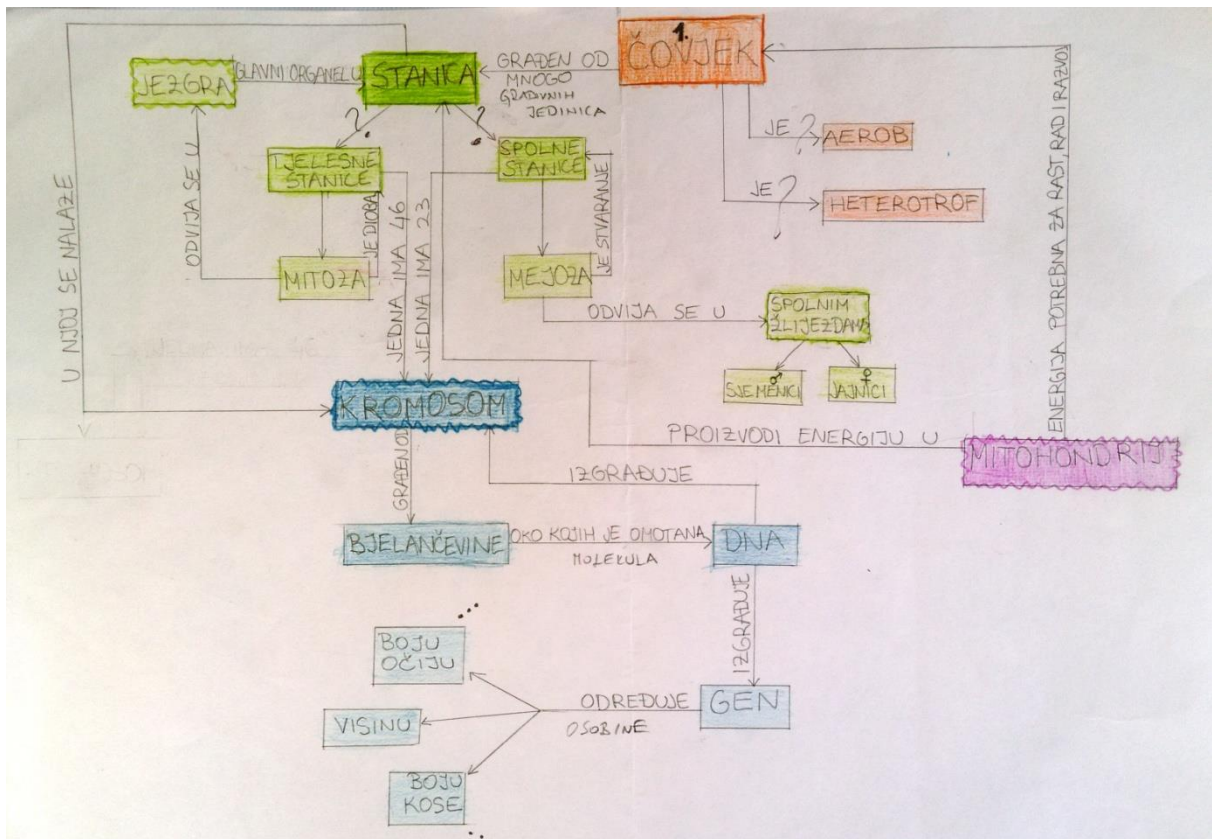 1.
ČOVJEK
GRAĐEN OD
MNOGO
GRADIVNIH
JEDINICA
STANICA
GLAVNI ORGANEL U
JEZGRA
JE ?
AEROB
JE ?
HETEROTROF
?
?
TJELESNE
STANICE
SPOLNE
STANICE
ODVIJA SE U
JE DIOBA
MITOZA
JE STVARANJE
MEJOZA
JEDNA IMA 46
JEDNA IMA 23
U NJOJ SE NALAZE
ODVIJA SE U
SPOLNIM
ŽLIJEZDAMA
♂
SJEMENICI
♀
JAJNICI
KROMOSOM
PROIZVODI ENERGIJU U
MITOHONDRIJ
ENERGIJA POTREBNA ZA RAST, RAD I RAZVOJ
GRAĐEN OD
IZGRAĐUJE
BJELANČEVINE
OKO KOJIH JE OMOTANA
MOLEKULA
DNA
IZGRAĐUJE
GEN
ODREĐUJE
OSOBINE
...
BOJU
OČIJU
VISINU
BOJU
KOSE
..